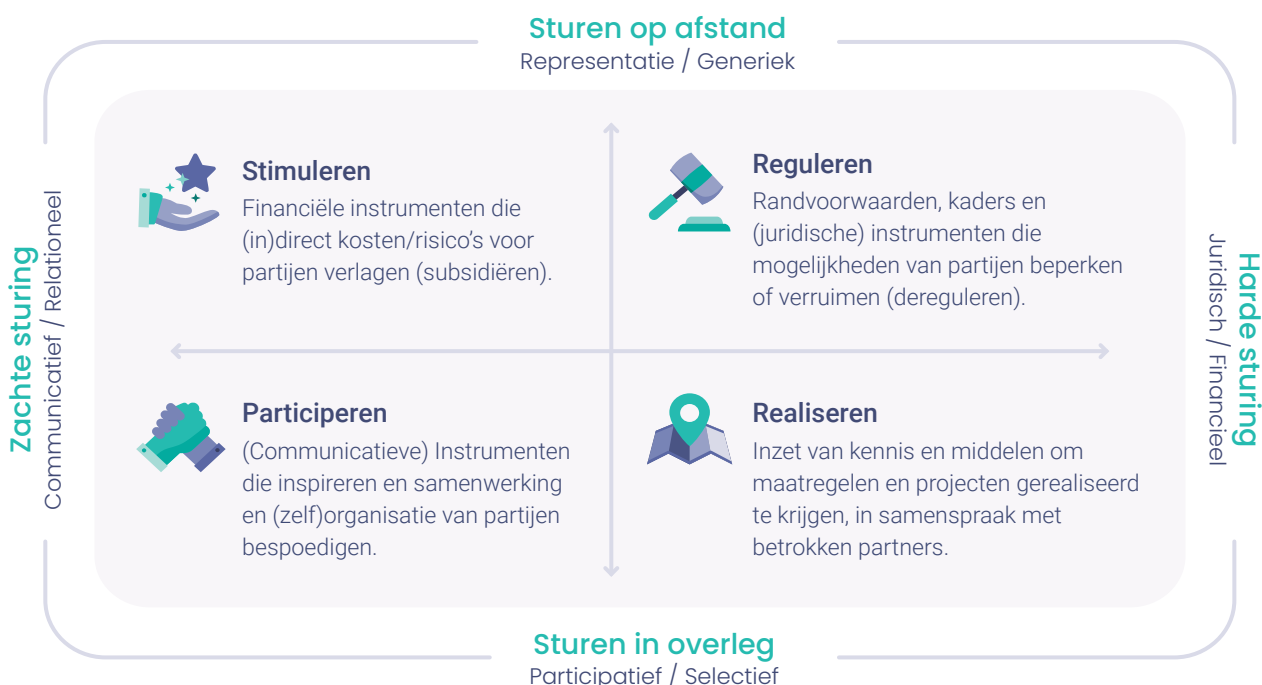 Sturen op afstand
Representatie / Generiek
Zachte sturing
Communicatief / Relationeel
Stimuleren
Financiële instrumenten die
(in)direct kosten/risico’s voor
partijen verlagen (subsidiëren).
Reguleren
Randvoorwaarden, kaders en
(juridische) instrumenten die
mogelijkheden van partijen beperken
of verruimen (dereguleren).
Participeren
(Communicatieve) Instrumenten
die inspireren en samenwerking
en (zelf)organisatie van partijen
bespoedigen.
Realiseren
Inzet van kennis en middelen om
maatregelen en projecten gerealiseerd
te krijgen, in samenspraak met
betrokken partners.
Harde sturing
Juridisch / Financieel
Sturen in overleg
Participatief / Selectief